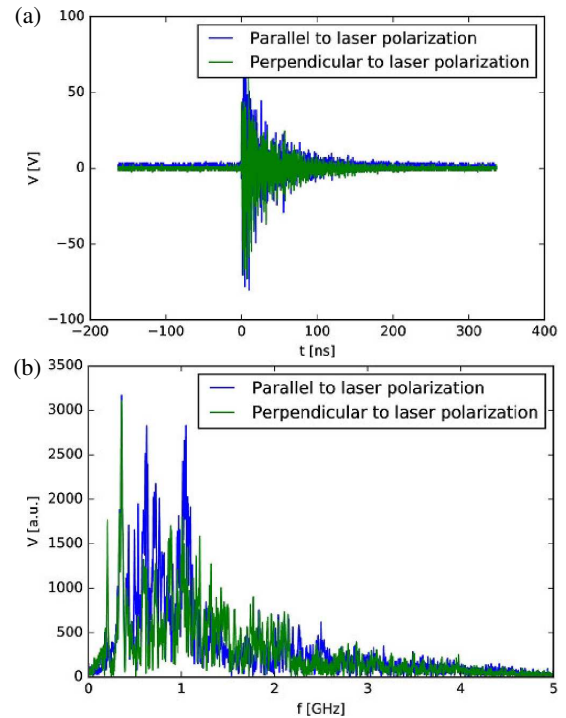 (a)
100
50
0
−50
−100
V [V]
Parallel to laser polarization
Perpendicular to laser polarization
−200
−100
0
100
200
300
400
t [ns]
(b)
3500
3000
2500
2000
1500
1000
500
0
V [a.u.]
Parallel to laser polarization
Perpendicular to laser polarization
0
1
2
3
4
5
f [GHz]